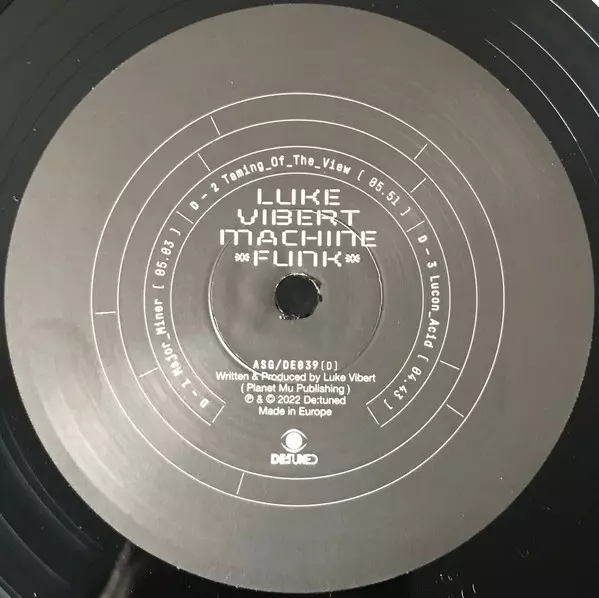 D - 1 Major_Miner [ 05.03 ]
D - 2 Taming_Of_The_View [ 05.51 ]
D - 3 Lucon_Acid [ 04.43 ]
LUKE
VIBERT
MACHINE
FUNK
ASG/DE039[D]
Written & Produced by Luke Vibert
( Planet Mu Publishing )
℗ & © 2022 De:tuned
Made in Europe
DE:TUNED